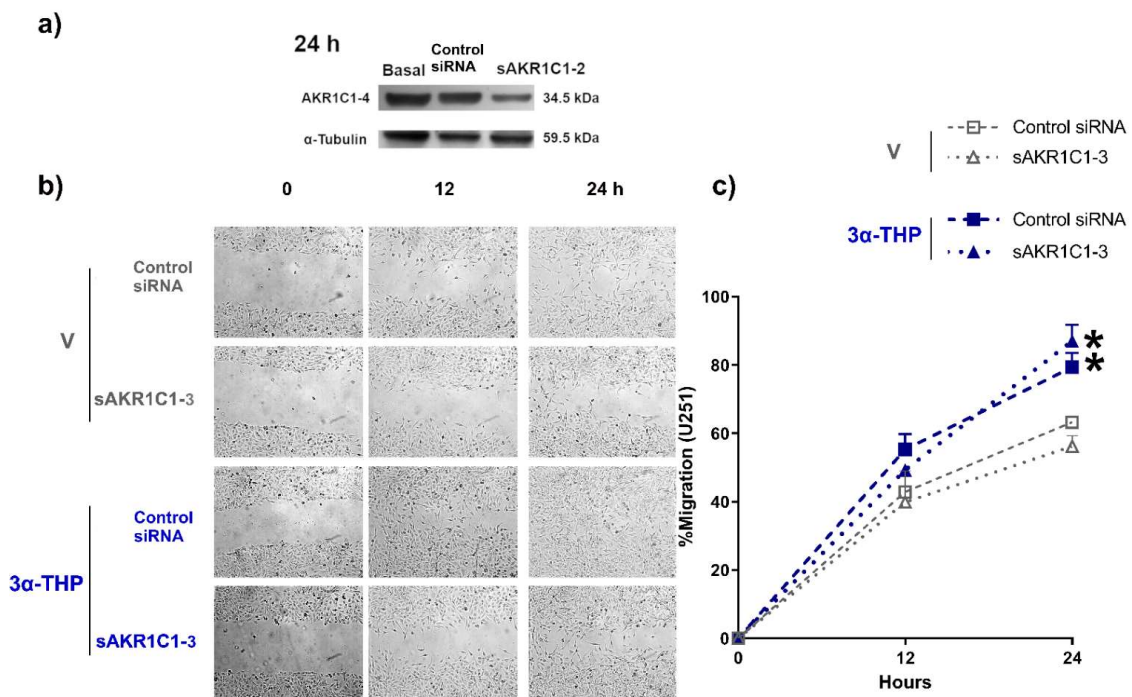 a)
24 h
Basal
Control
siRNA
sAKR1C1-2
AKR1C1-4
34.5 kDa
α-Tubulin
59.5 kDa
b)
0
12
24 h
V
Control
siRNA
sAKR1C1-3
3α-THP
Control
siRNA
sAKR1C1-3
c)
V
Control siRNA
sAKR1C1-3
3α-THP
Control siRNA
sAKR1C1-3
%Migration (U251)
100
80
60
40
20
0
*
*
0
12
24
Hours